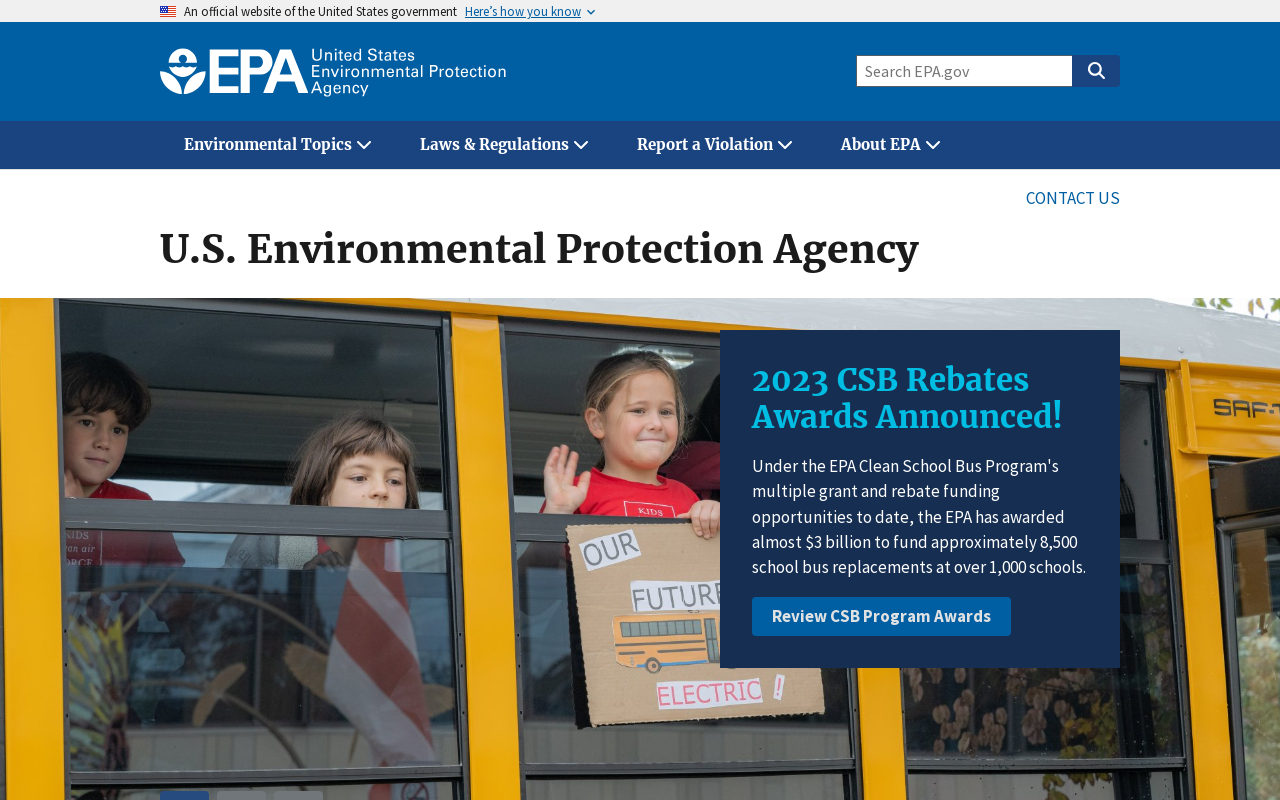 An official website of the United States government Here's how you know
EPA United States
Environmental Protection
Agency
Search EPA.gov
Environmental Topics
Laws & Regulations
Report a Violation
About EPA
CONTACT US
U.S. Environmental Protection Agency
2023 CSB Rebates
Awards Announced!
Under the EPA Clean School Bus Program's
multiple grant and rebate funding
opportunities to date, the EPA has awarded
almost $3 billion to fund approximately 8,500
school bus replacements at over 1,000 schools.
Review CSB Program Awards
KIDS
KIDS
OUR
FUTURE
ELECTRIC!